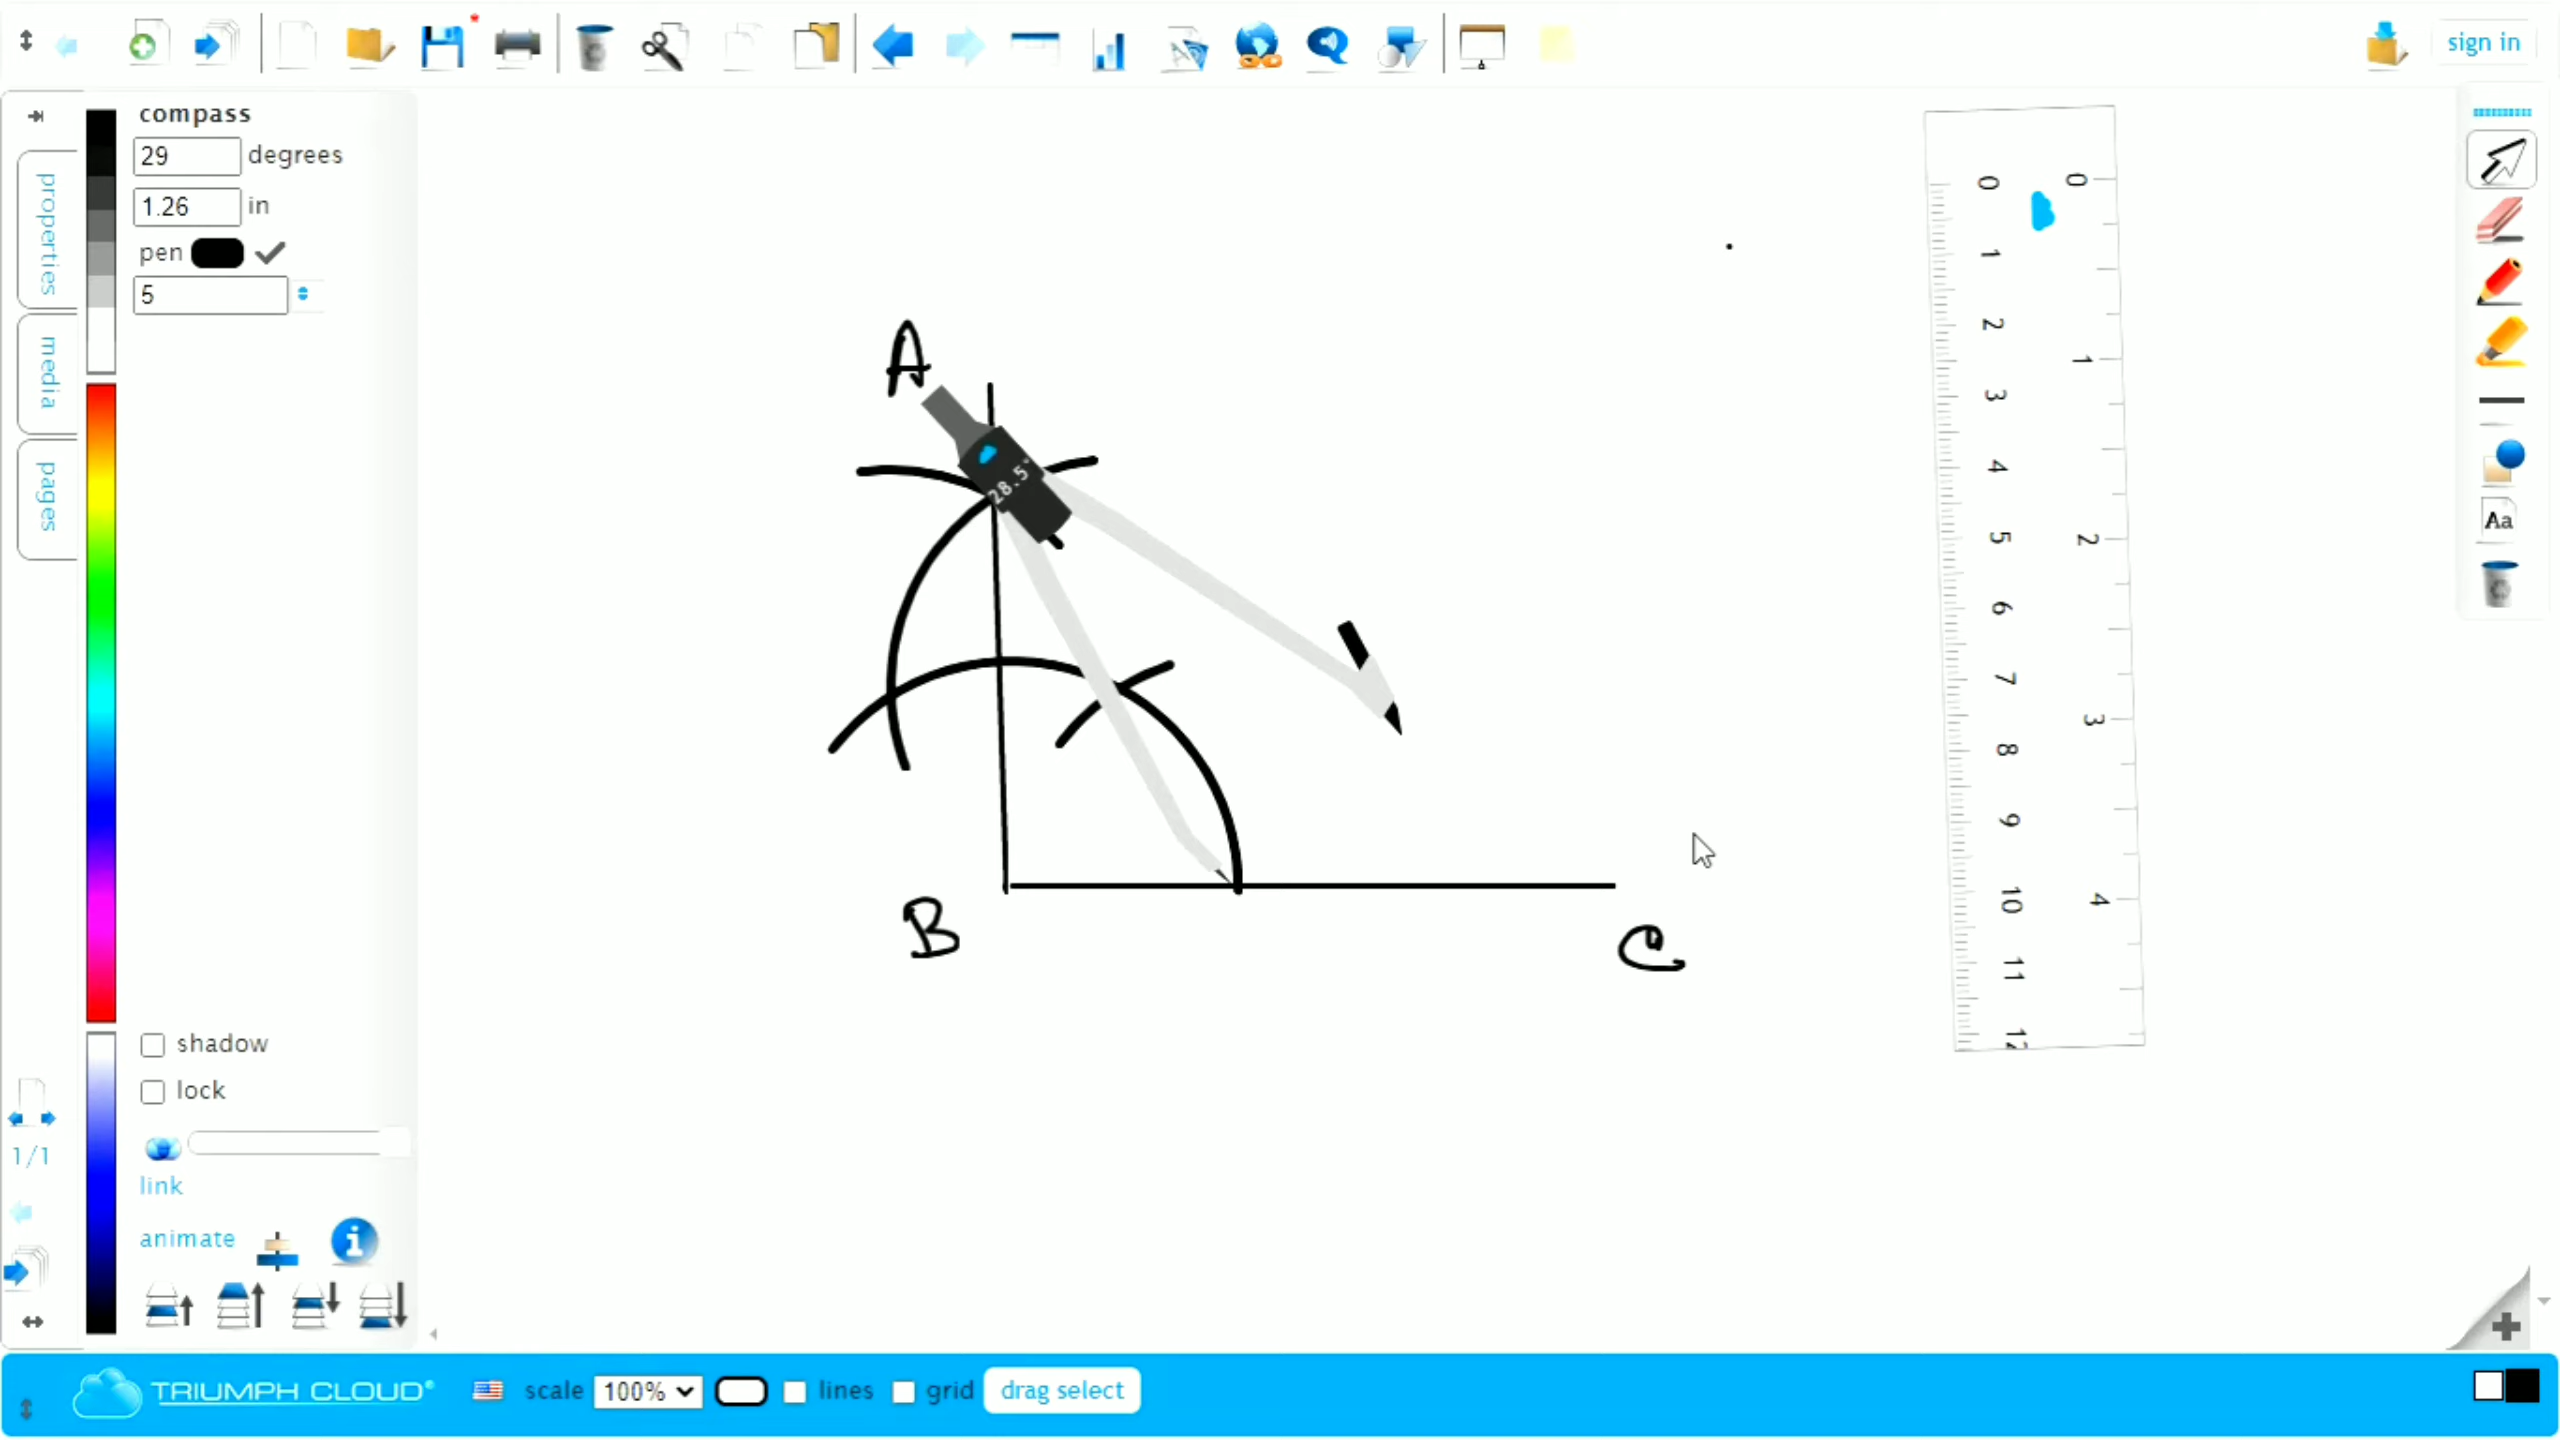 sign in
compass
29 degrees
1.26 in
pen
5
properties
media
pages
A
28.5°
B
C
0 1 2 3 4 5 6 7 8 9 10 11 12
0 1 2 3 4
Aa
shadow
lock
1/1
link
animate
TRIUMPH CLOUD® scale 100% lines grid drag select